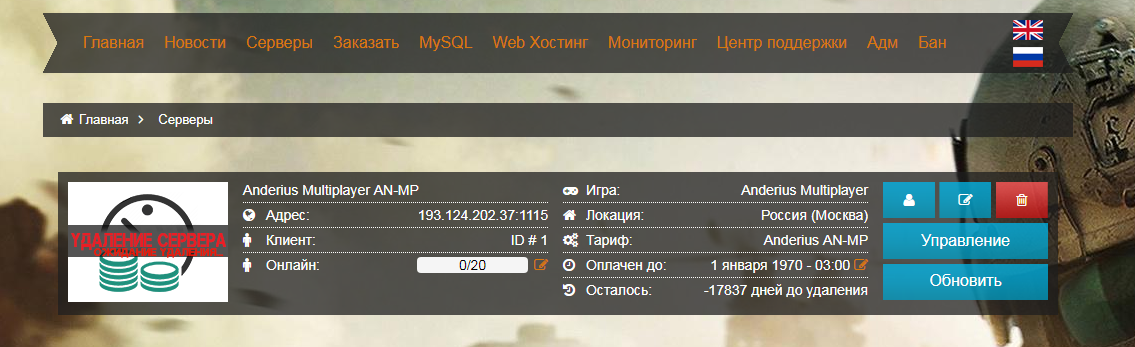 Главная Новости Серверы Заказать MySQL Web Хостинг Мониторинг Центр поддержки Адм Бан
Главная Серверы
УДАЛЕНИЕ СЕРВЕРА
ОЖИДАНИЕ УДАЛЕНИЯ...
Anderius Multiplayer AN-MP
Адрес: 193.124.202.37:1115
Клиент: ID # 1
Онлайн: 0/20
Игра: Anderius Multiplayer
Локация: Россия (Москва)
Тариф: Anderius AN-MP
Оплачен до: 1 января 1970 - 03:00
Осталось: -17837 дней до удаления
Управление
Обновить